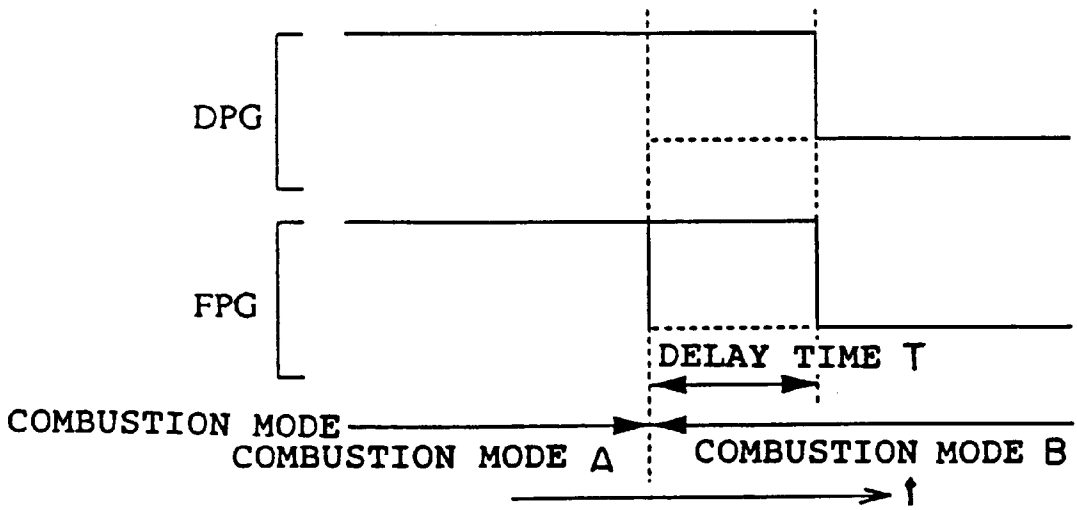 DPG
FPG
DELAY TIME T
COMBUSTION MODE
COMBUSTION MODE A
COMBUSTION MODE B
t